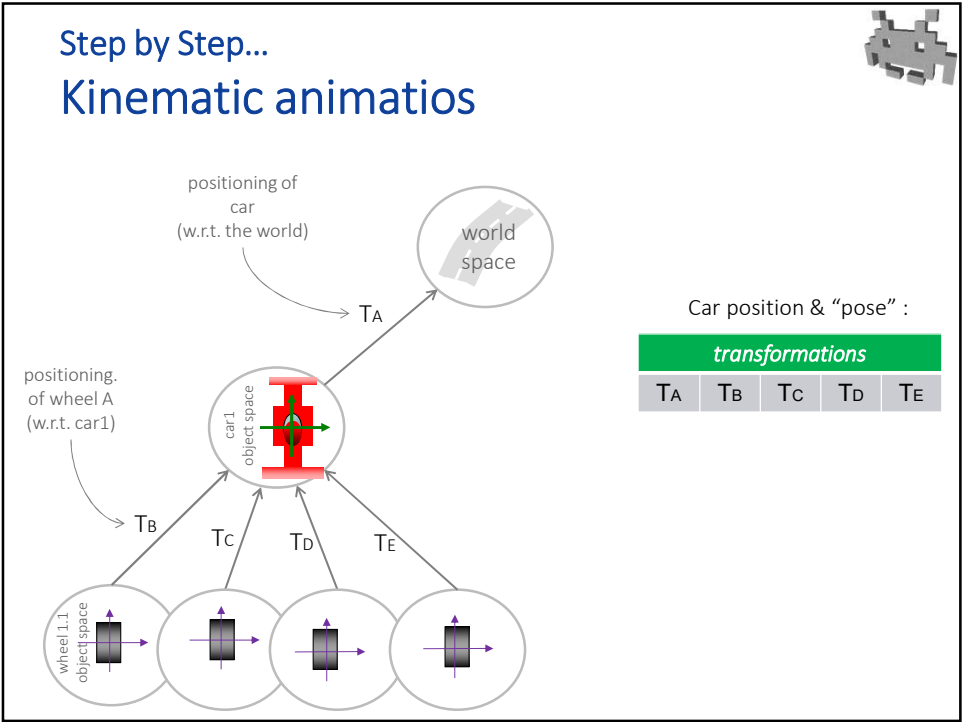 Step by Step…
Kinematic animatios
positioning of
car
(w.r.t. the world)
world
space
TA
Car position & “pose” :
transformations
TA TB TC TD TE
positioning.
of wheel A
(w.r.t. car1)
car1
object space
TB
TC
TD
TE
wheel 1.1
object space